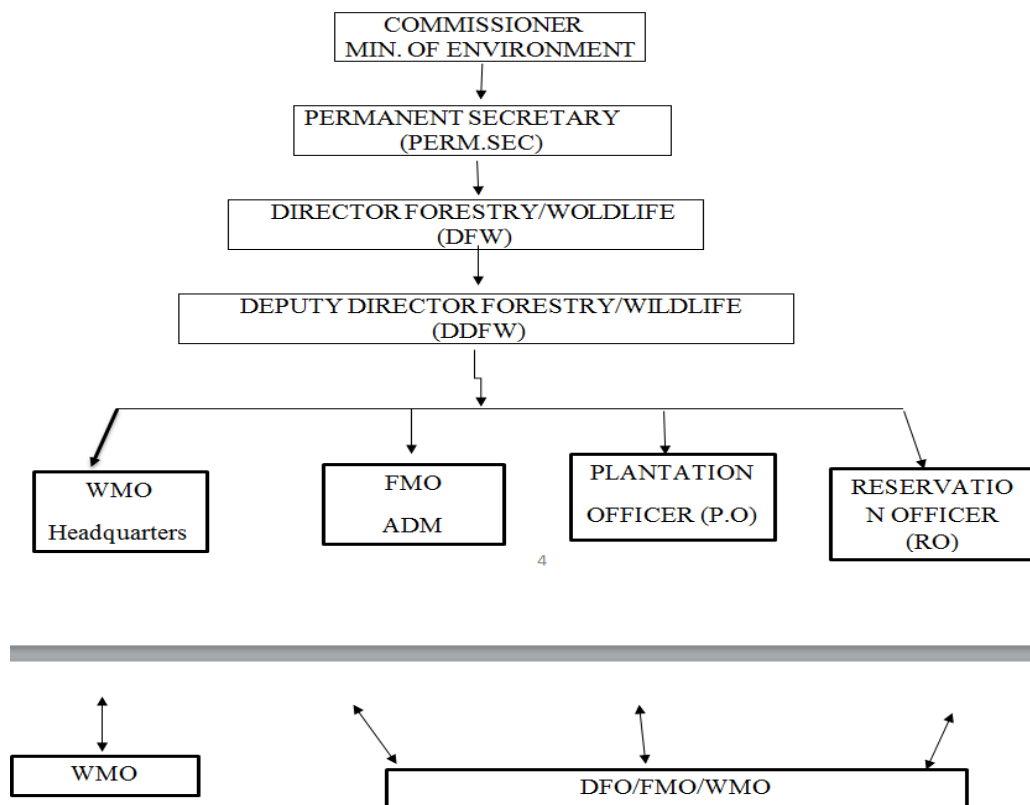 COMMISSIONER
MIN. OF ENVIRONMENT
PERMANENT SECRETARY
(PERM.SEC)
DIRECTOR FORESTRY/WOLDLIFE
(DFW)
DEPUTY DIRECTOR FORESTRY/WILDLIFE
(DDFW)
WMO
Headquarters
FMO
ADM
PLANTATION
OFFICER (P.O)
RESERVATIO
N OFFICER
(RO)
4
WMO
DFO/FMO/WMO